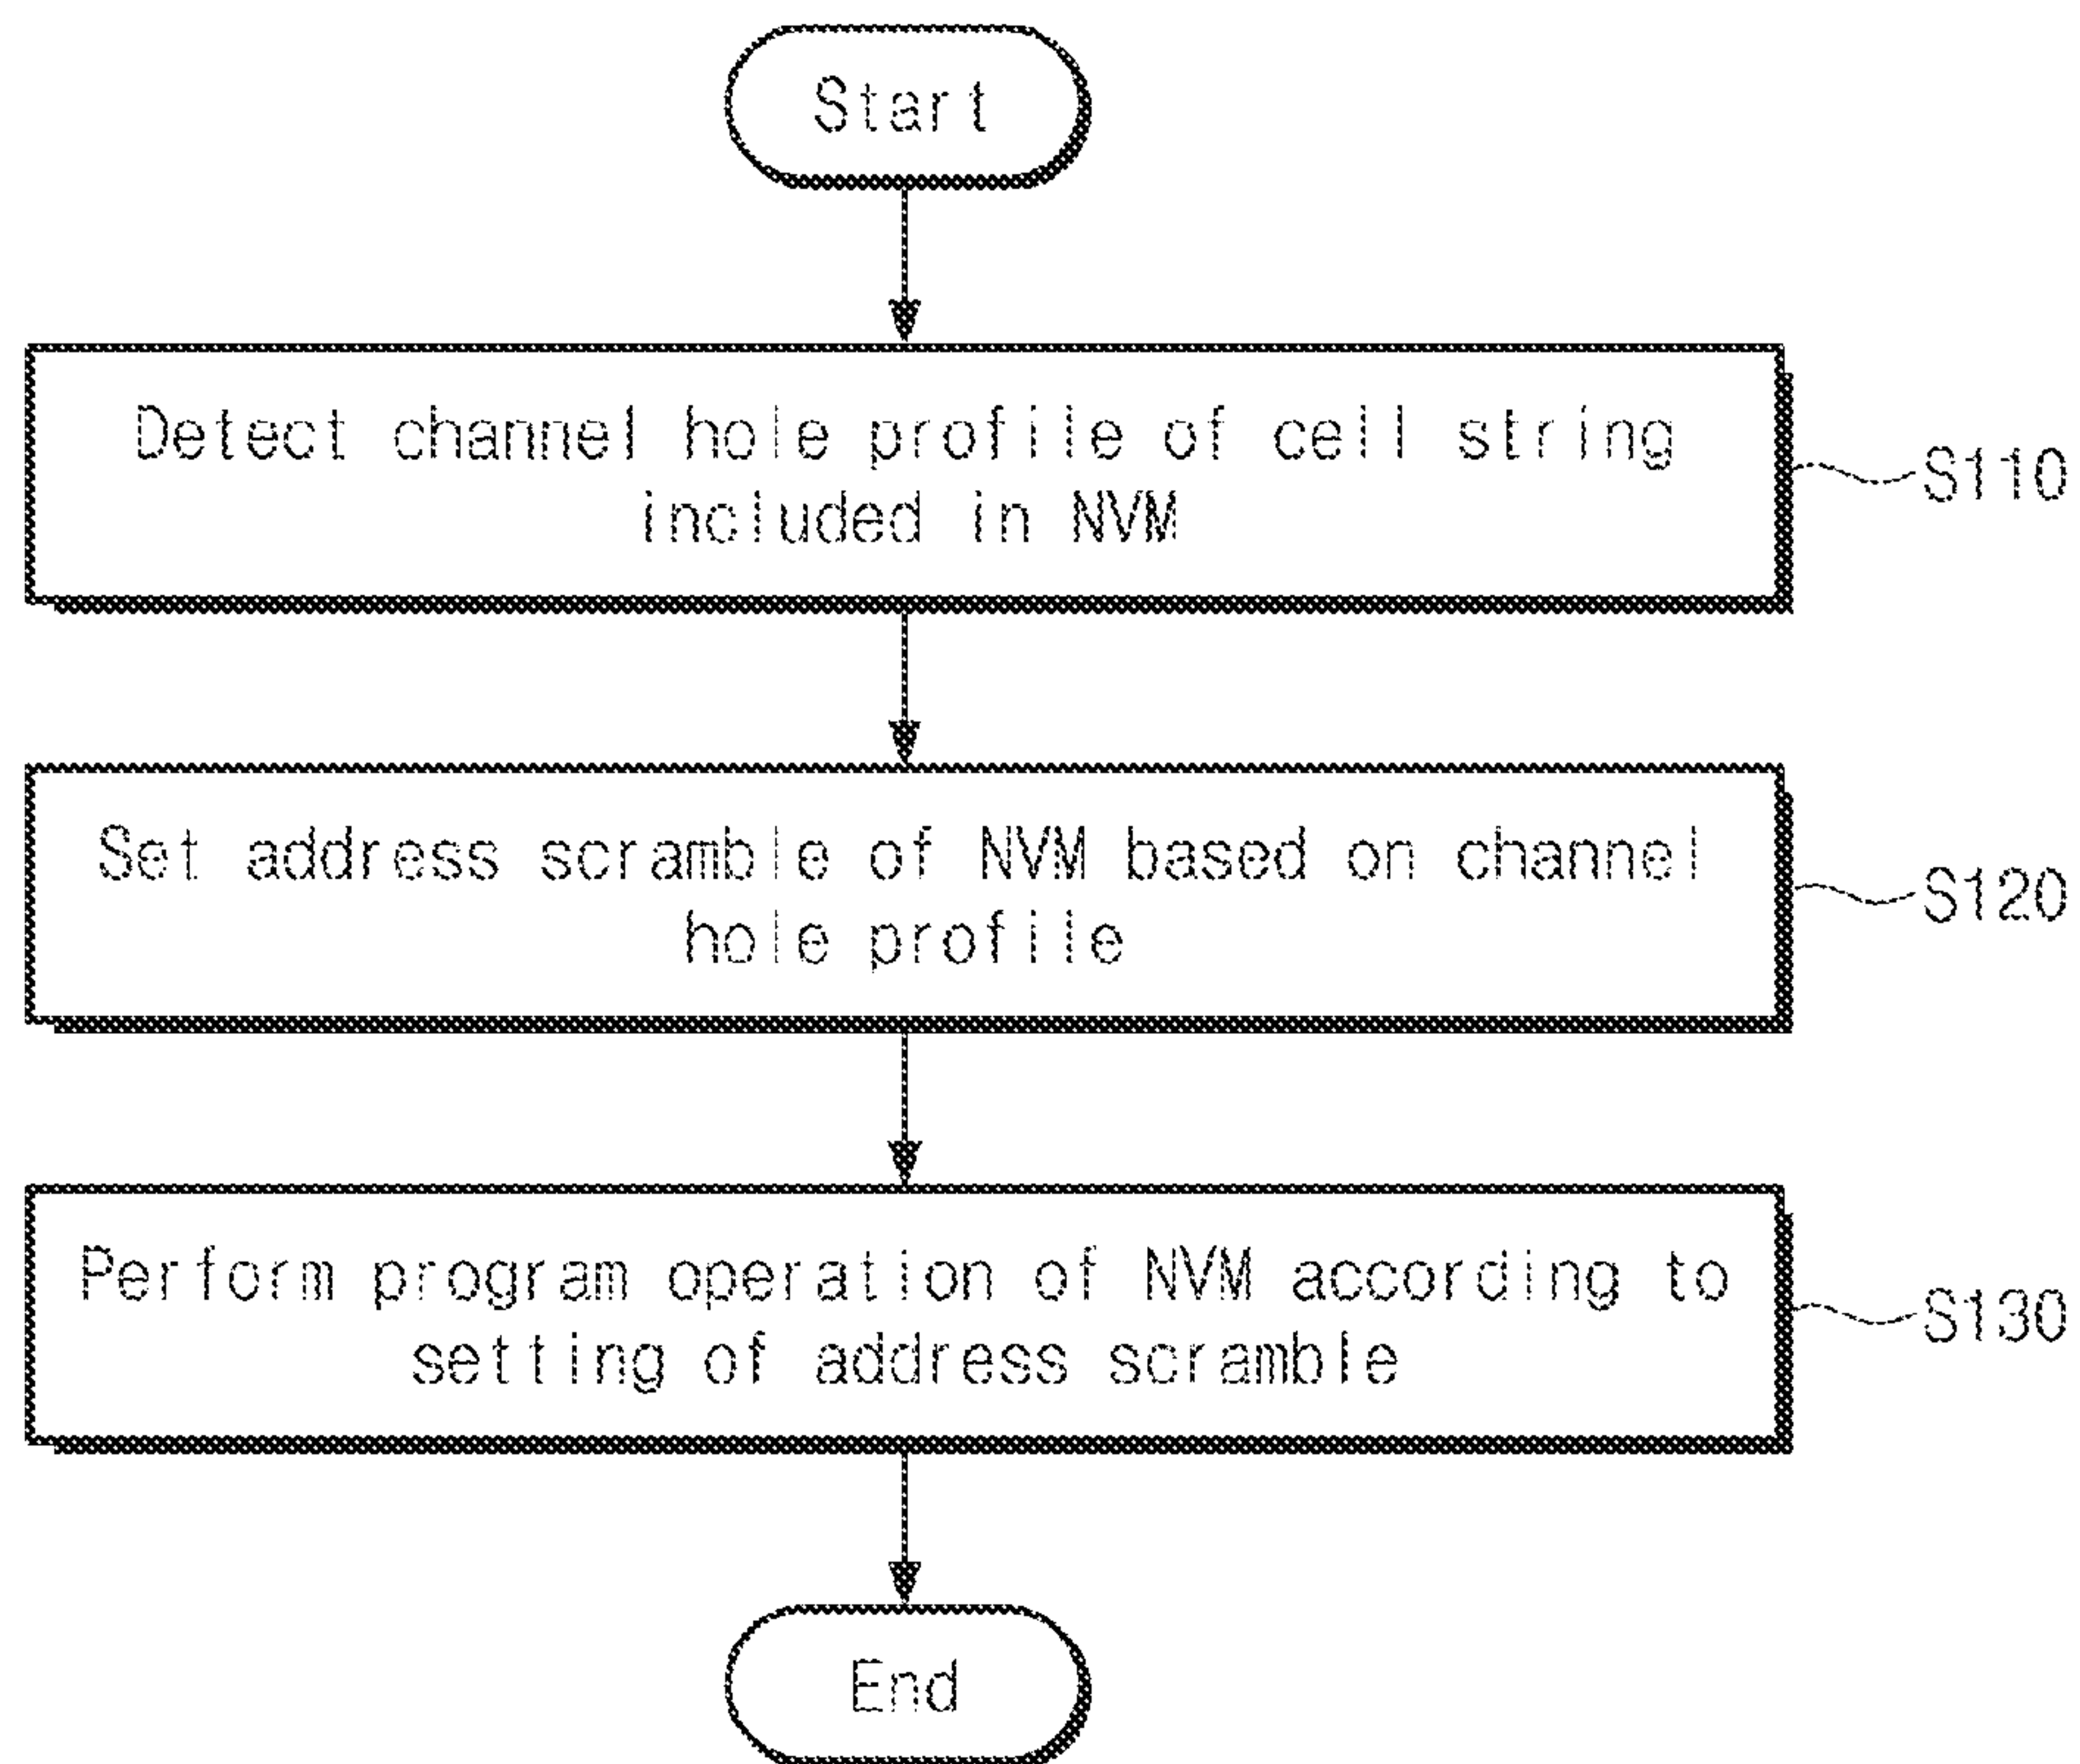 Start
Detect channel hole profile of cell string
included in NVM
S110
Set address scramble of NVM based on channel
hole profile
S120
Perform program operation of NVM according to
setting of address scramble
S130
End